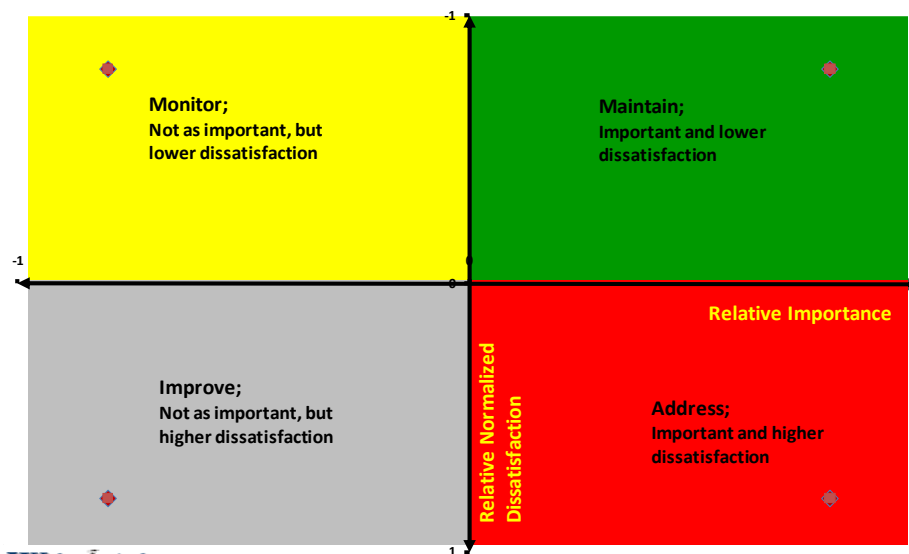 -1
Monitor;
Not as important, but
lower dissatisfaction
Maintain;
Important and lower
dissatisfaction
-1
0
0
Relative Importance
Relative Normalized
Dissatisfaction
Improve;
Not as important, but
higher dissatisfaction
Address;
Important and higher
dissatisfaction
1